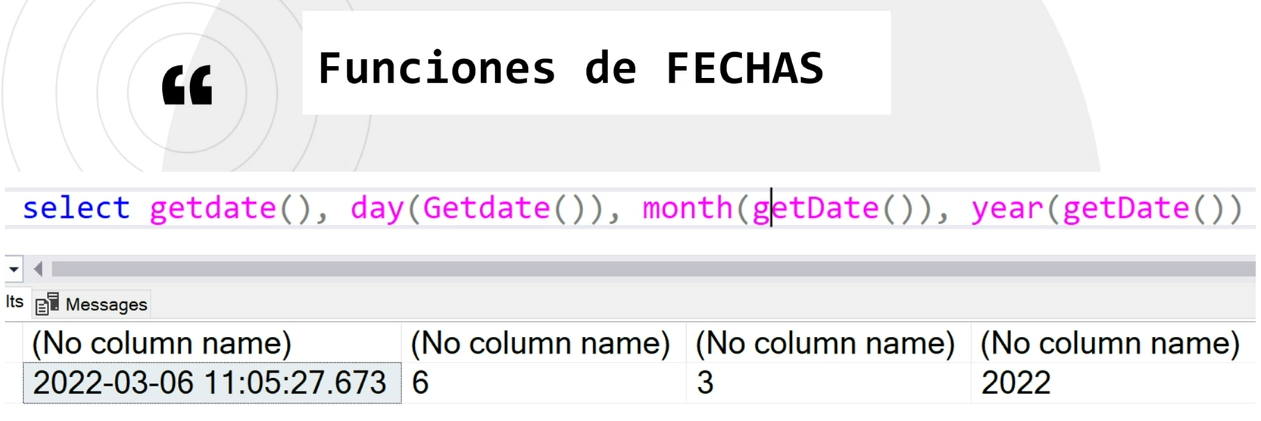 “
Funciones de FECHAS
select getdate(), day(Getdate()), month(getDate()), year(getDate())
lts Messages
(No column name) (No column name) (No column name) (No column name)
2022-03-06 11:05:27.673 6 3 2022